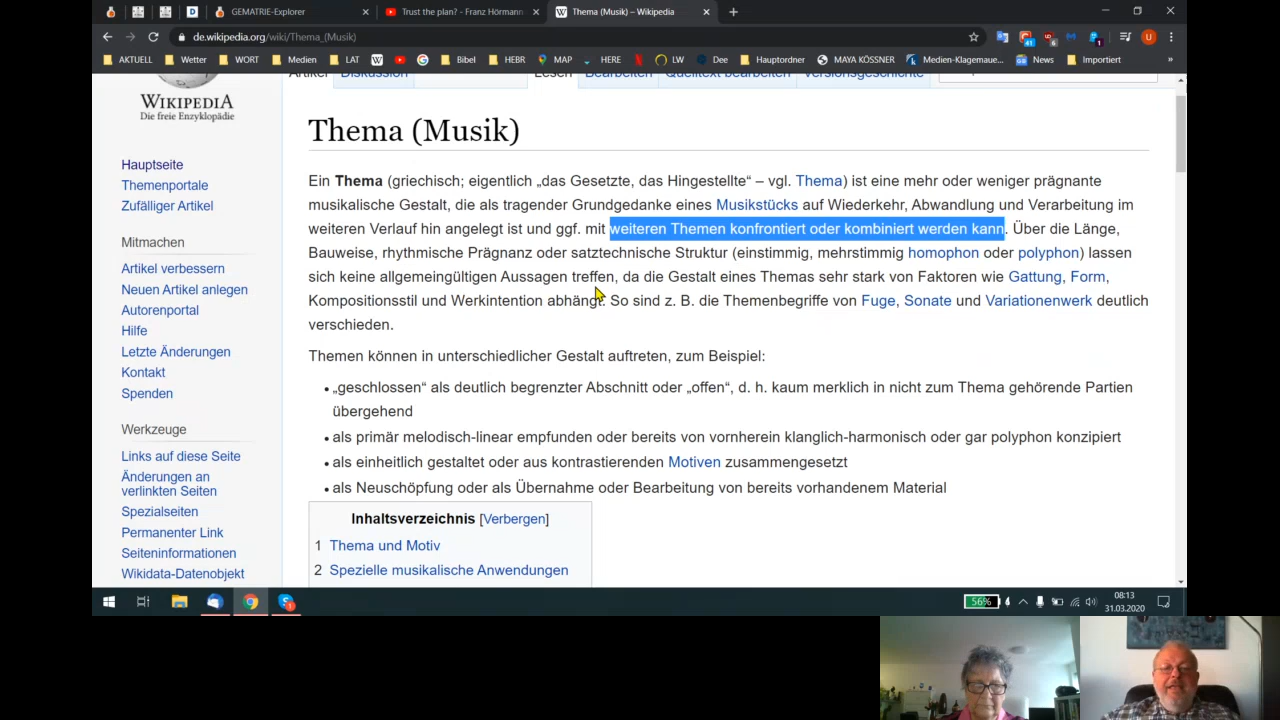 GEMATRIE-Explorer
Trust the plan? - Franz Hörmann
Thema (Musik) – Wikipedia
de.wikipedia.org/wiki/Thema_(Musik)
AKTUELL Wetter WORT Medien LAT Bibel HEBR MAP HERE LW Dee Hauptordner MAYA KÖSSNER Medien-Klagemaue... News Importiert »
Artikel Diskussion Lesen Bearbeiten Quelltext bearbeiten Versionsgeschichte
WIKIPEDIA
Die freie Enzyklopädie
Hauptseite
Themenportale
Zufälliger Artikel
Mitmachen
Artikel verbessern
Neuen Artikel anlegen
Autorenportal
Hilfe
Letzte Änderungen
Kontakt
Spenden
Werkzeuge
Links auf diese Seite
Änderungen an
verlinkten Seiten
Spezialseiten
Permanenter Link
Seiteninformationen
Wikidata-Datenobjekt
Thema (Musik)
Ein Thema (griechisch; eigentlich „das Gesetzte, das Hingestellte“ – vgl. Thema) ist eine mehr oder weniger prägnante
musikalische Gestalt, die als tragender Grundgedanke eines Musikstücks auf Wiederkehr, Abwandlung und Verarbeitung im
weiteren Verlauf hin angelegt ist und ggf. mit weiteren Themen konfrontiert oder kombiniert werden kann. Über die Länge,
Bauweise, rhythmische Prägnanz oder satztechnische Struktur (einstimmig, mehrstimmig homophon oder polyphon) lassen
sich keine allgemeingültigen Aussagen treffen, da die Gestalt eines Themas sehr stark von Faktoren wie Gattung, Form,
Kompositionsstil und Werkintention abhängt. So sind z. B. die Themenbegriffe von Fuge, Sonate und Variationenwerk deutlich
verschieden.
Themen können in unterschiedlicher Gestalt auftreten, zum Beispiel:
• „geschlossen“ als deutlich begrenzter Abschnitt oder „offen“, d. h. kaum merklich in nicht zum Thema gehörende Partien
übergehend
• als primär melodisch-linear empfunden oder bereits von vornherein klanglich-harmonisch oder gar polyphon konzipiert
• als einheitlich gestaltet oder aus kontrastierenden Motiven zusammengesetzt
• als Neuschöpfung oder als Übernahme oder Bearbeitung von bereits vorhandenem Material
Inhaltsverzeichnis [Verbergen]
1 Thema und Motiv
2 Spezielle musikalische Anwendungen
56%
08:13
31.03.2020